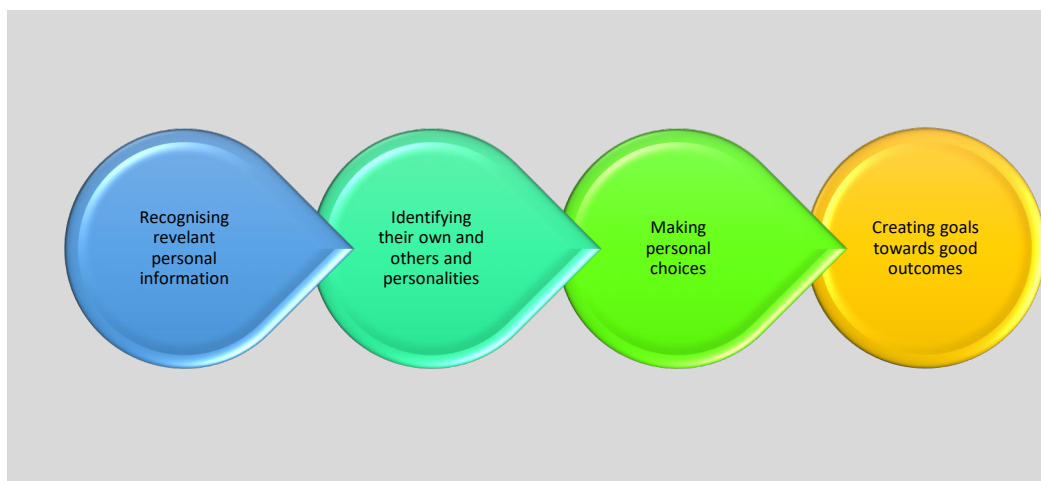 Recognising
revelant
personal
information
Identifying
their own and
others and
personalities
Making
personal
choices
Creating goals
towards good
outcomes